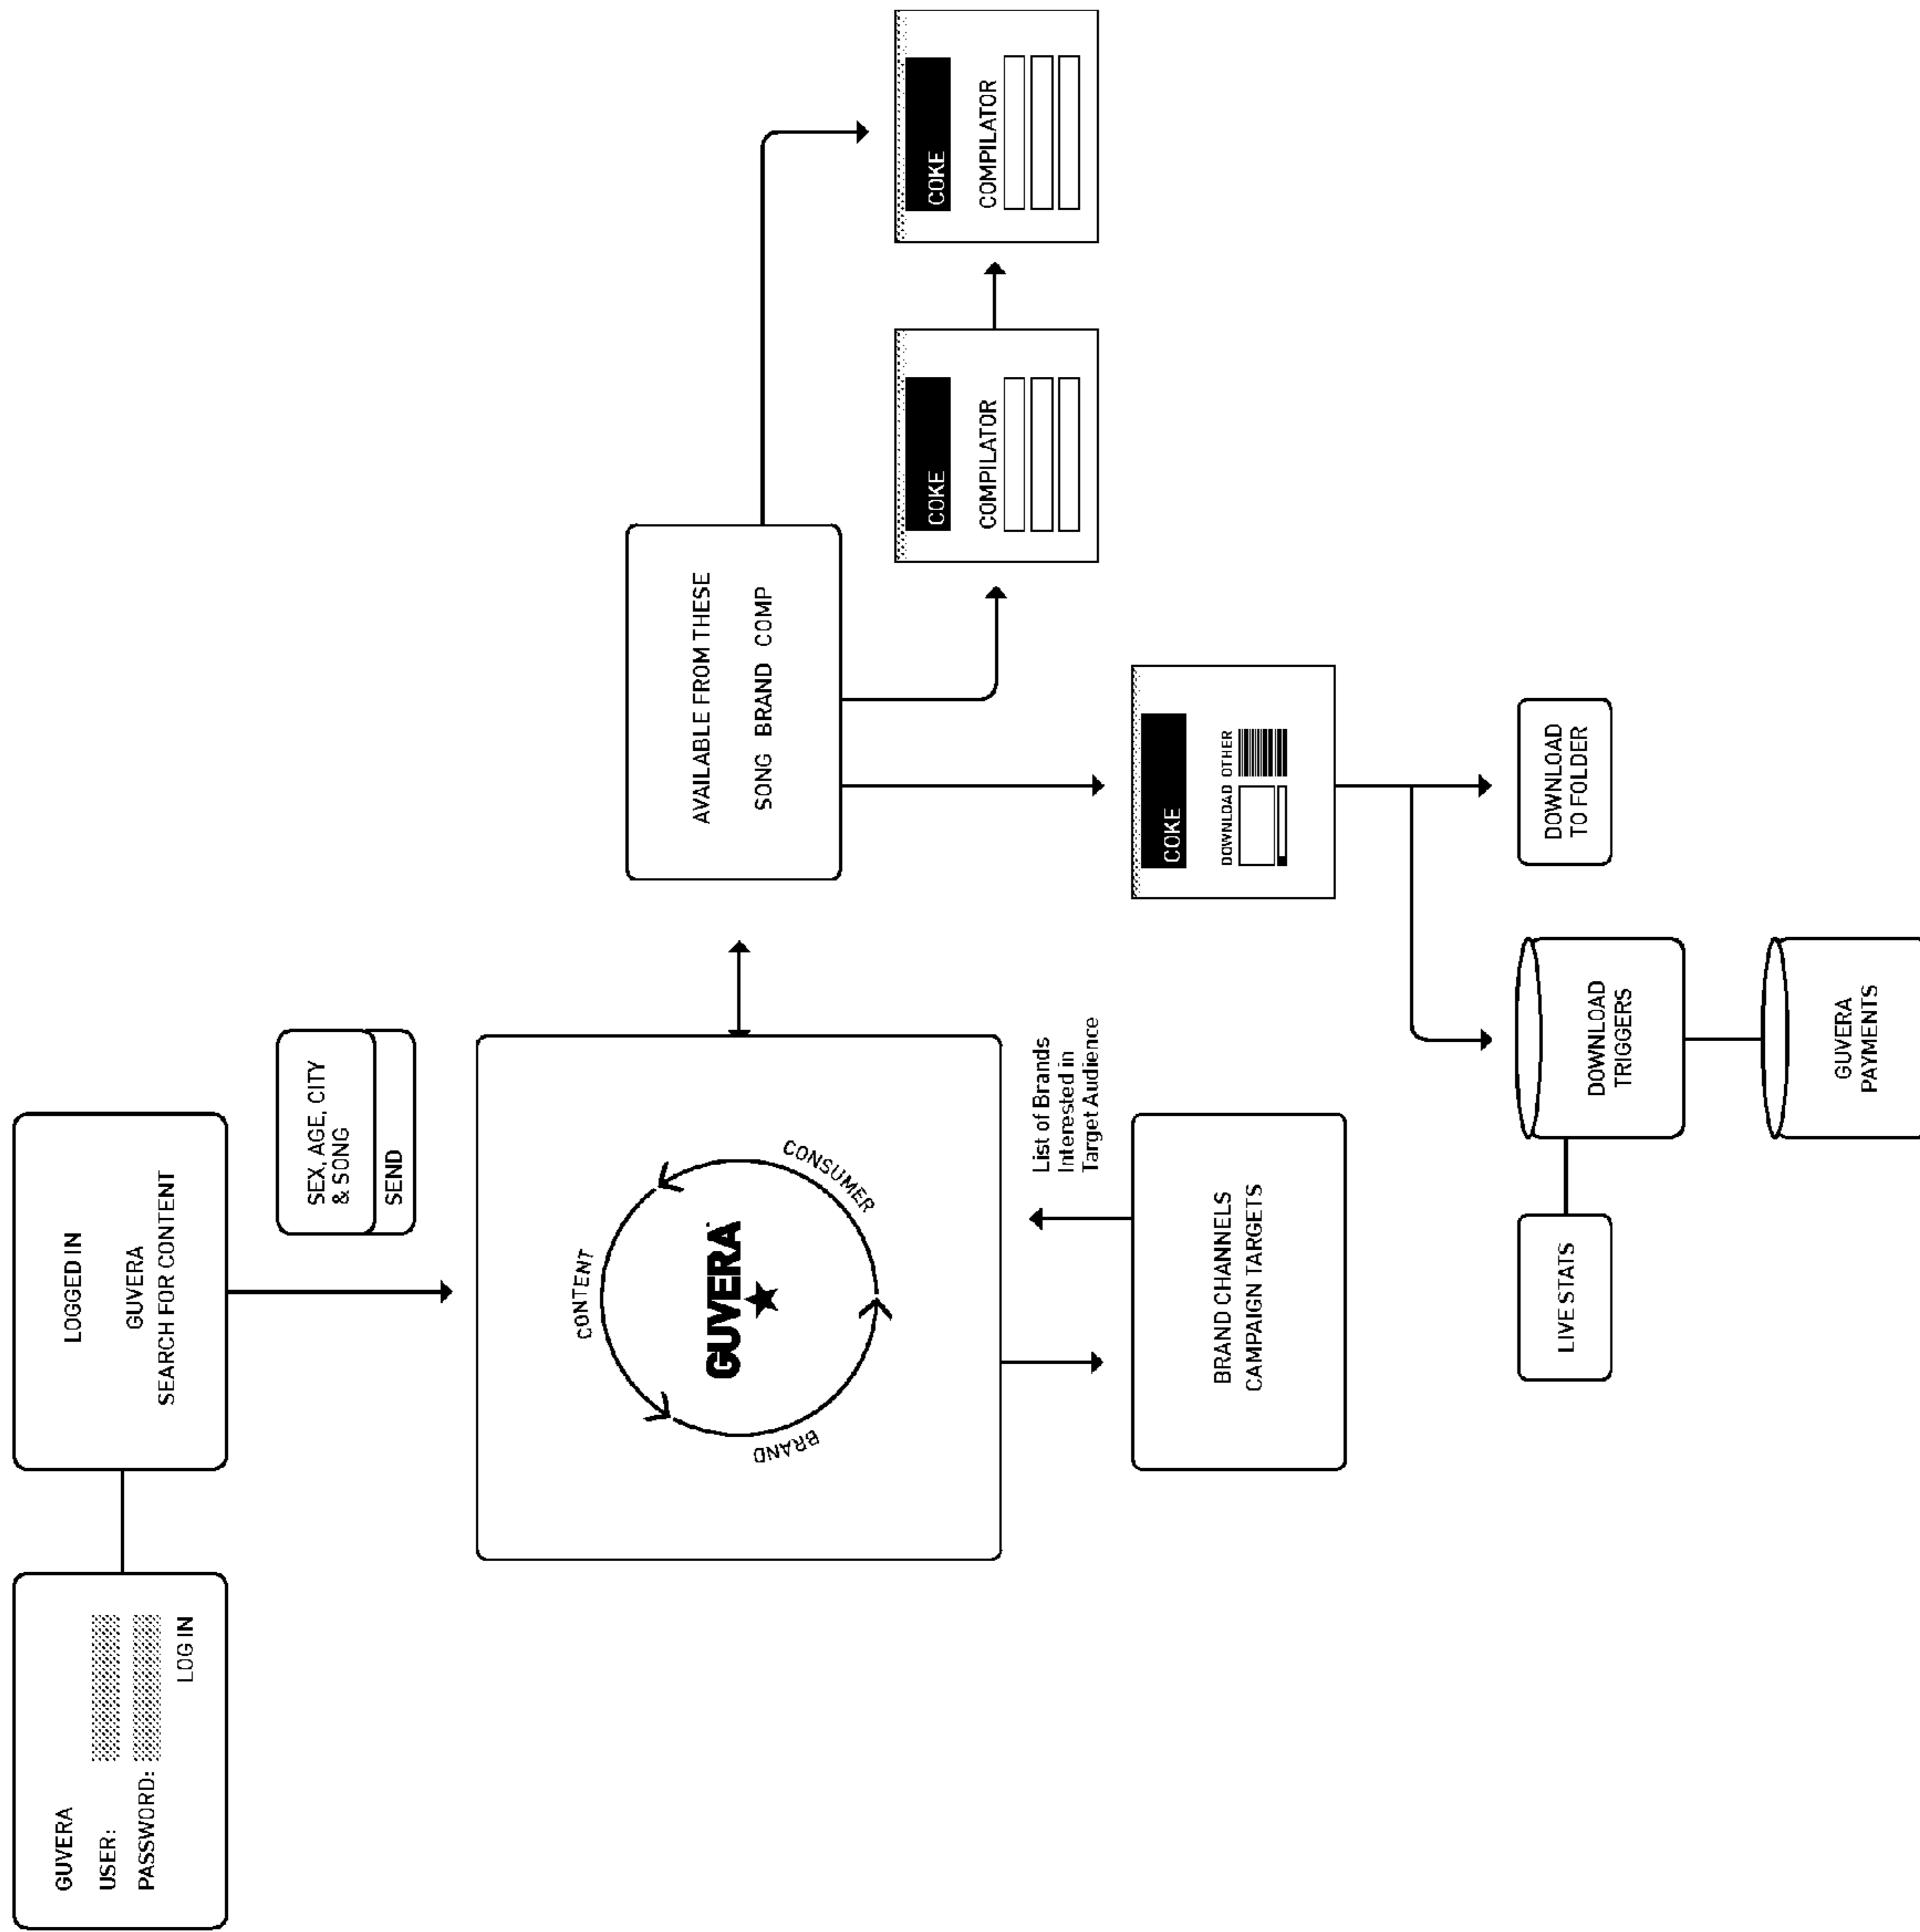 GUVERA
USER:
PASSWORD:
LOG IN
LOGGED IN
GUVERA
SEARCH FOR CONTENT
SEX, AGE, CITY
& SONG
SEND
CONTENT
GUVERA
BRAND
CONSUMER
List of Brands
Interested in
Target Audience
BRAND CHANNELS
CAMPAIGN TARGETS
AVAILABLE FROM THESE
SONG BRAND COMP
COKE
COMPILATOR
COKE
COMPILATOR
COKE
DOWNLOAD OTHER
DOWNLOAD
TO FOLDER
LIVE STATS
DOWNLOAD
TRIGGERS
GUVERA
PAYMENTS